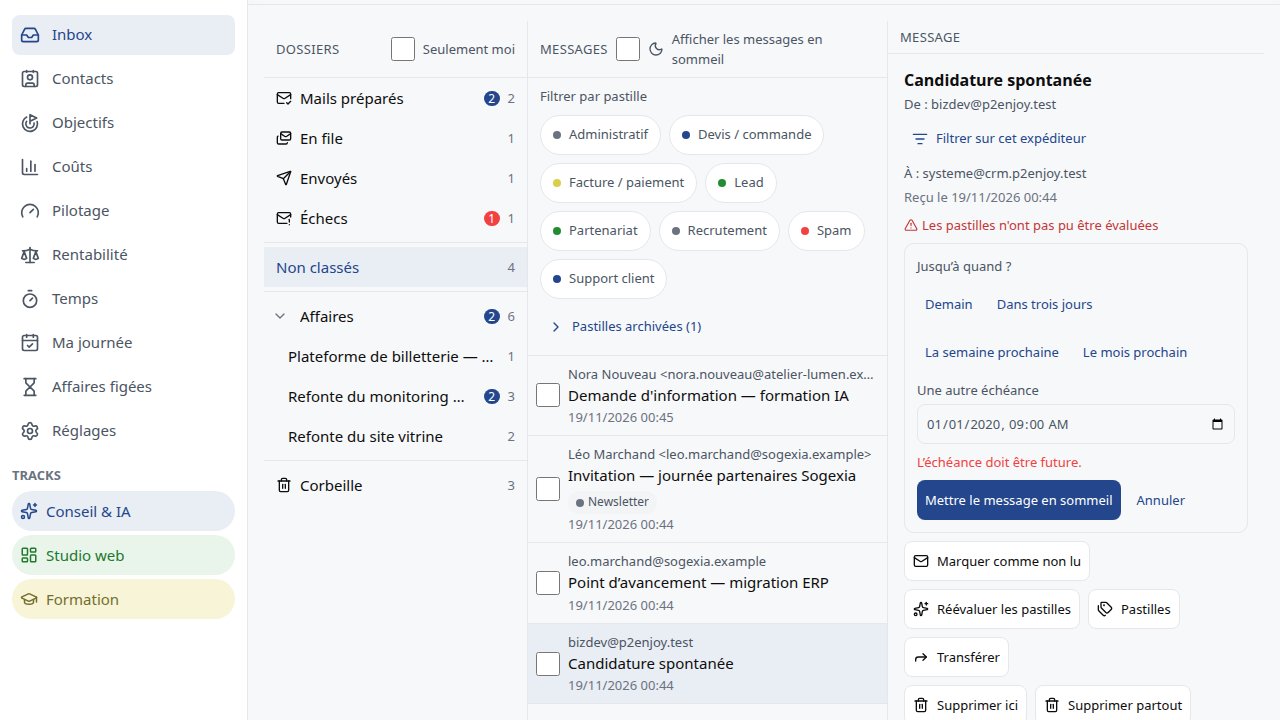 Inbox
Contacts
Objectifs
Coûts
Pilotage
Rentabilité
Temps
Ma journée
Affaires figées
Réglages
TRACKS
Conseil & IA
Studio web
Formation
DOSSIERS
Seulement moi
Mails préparés 2 2
En file 1
Envoyés 1
Échecs 1 1
Non classés 4
Affaires 2 6
Plateforme de billetterie — ... 1
Refonte du monitoring ... 2 3
Refonte du site vitrine 2
Corbeille 3
MESSAGES
Afficher les messages en
sommeil
Filtrer par pastille
Administratif
Devis / commande
Facture / paiement
Lead
Partenariat
Recrutement
Spam
Support client
Pastilles archivées (1)
Nora Nouveau <nora.nouveau@atelier-lumen.ex...
Demande d'information — formation IA
19/11/2026 00:45
Léo Marchand <leo.marchand@sogexia.example>
Invitation — journée partenaires Sogexia
Newsletter
19/11/2026 00:44
leo.marchand@sogexia.example
Point d’avancement — migration ERP
19/11/2026 00:44
bizdev@p2enjoy.test
Candidature spontanée
19/11/2026 00:44
MESSAGE
Candidature spontanée
De : bizdev@p2enjoy.test
Filtrer sur cet expéditeur
À : systeme@crm.p2enjoy.test
Reçu le 19/11/2026 00:44
Les pastilles n'ont pas pu être évaluées
Jusqu’à quand ?
Demain
Dans trois jours
La semaine prochaine
Le mois prochain
Une autre échéance
01/01/2020, 09:00 AM
L’échéance doit être future.
Mettre le message en sommeil
Annuler
Marquer comme non lu
Réévaluer les pastilles
Pastilles
Transférer
Supprimer ici
Supprimer partout